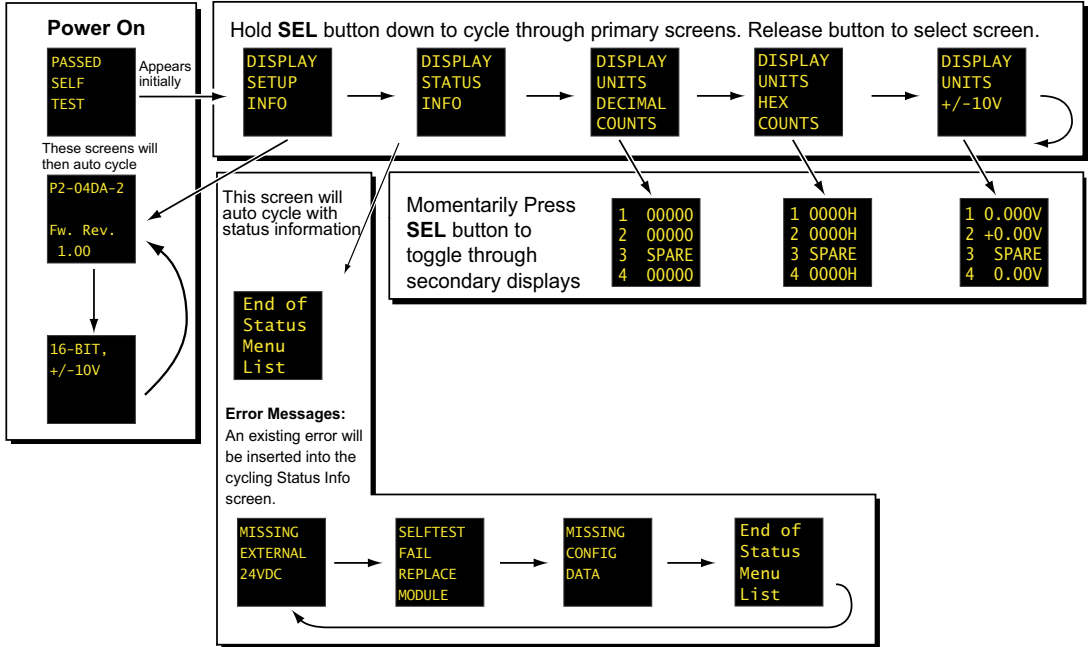 Power On
PASSED
SELF
TEST
Appears
initially
These screens will
then auto cycle
P2-04DA-2
Fw. Rev.
1.00
16-BIT,
+/-10V
Hold SEL button down to cycle through primary screens. Release button to select screen.
DISPLAY
SETUP
INFO
DISPLAY
STATUS
INFO
DISPLAY
UNITS
DECIMAL
COUNTS
DISPLAY
UNITS
HEX
COUNTS
DISPLAY
UNITS
+/-10V
This screen will
auto cycle with
status information
End of
Status
Menu
List
Momentarily Press
SEL button to
toggle through
secondary displays
1 00000
2 00000
3 SPARE
4 00000
1 0000H
2 0000H
3 SPARE
4 0000H
1 0.000V
2 +0.00V
3 SPARE
4 0.00V
Error Messages:
An existing error will
be inserted into the
cycling Status Info
screen.
MISSING
EXTERNAL
24VDC
SELFTEST
FAIL
REPLACE
MODULE
MISSING
CONFIG
DATA
End of
Status
Menu
List